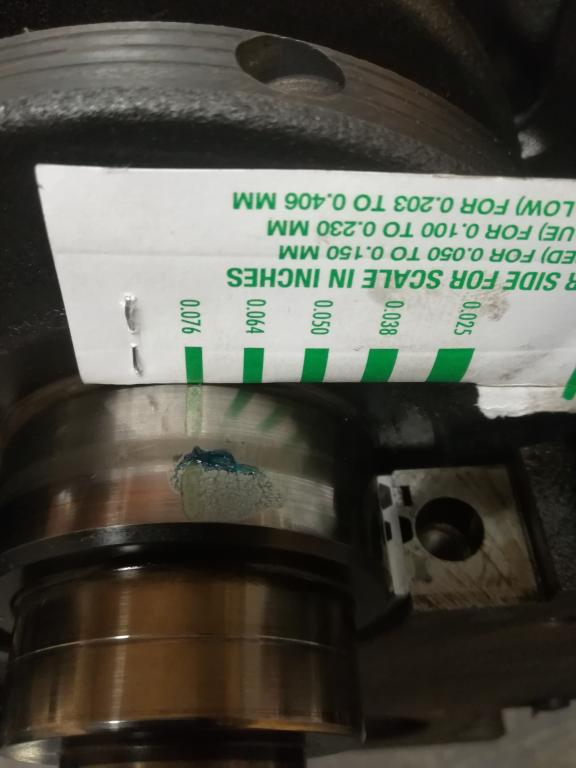 0.025 0.038 0.050 0.064 0.076
R SIDE FOR SCALE IN INCHES
ED) FOR 0.050 TO 0.150 MM
UE) FOR 0.100 TO 0.230 MM
LOW) FOR 0.203 TO 0.406 MM